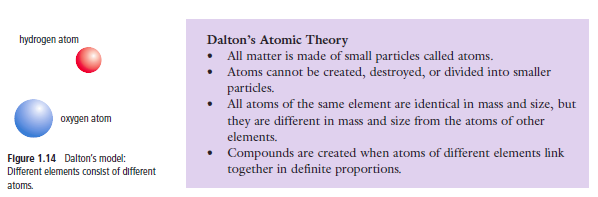 hydrogen atom
oxygen atom
Figure 1.14 Dalton's model:
Different elements consist of different
atoms.
Dalton's Atomic Theory
• All matter is made of small particles called atoms.
• Atoms cannot be created, destroyed, or divided into smaller
particles.
• All atoms of the same element are identical in mass and size, but
they are different in mass and size from the atoms of other
elements.
• Compounds are created when atoms of different elements link
together in definite proportions.